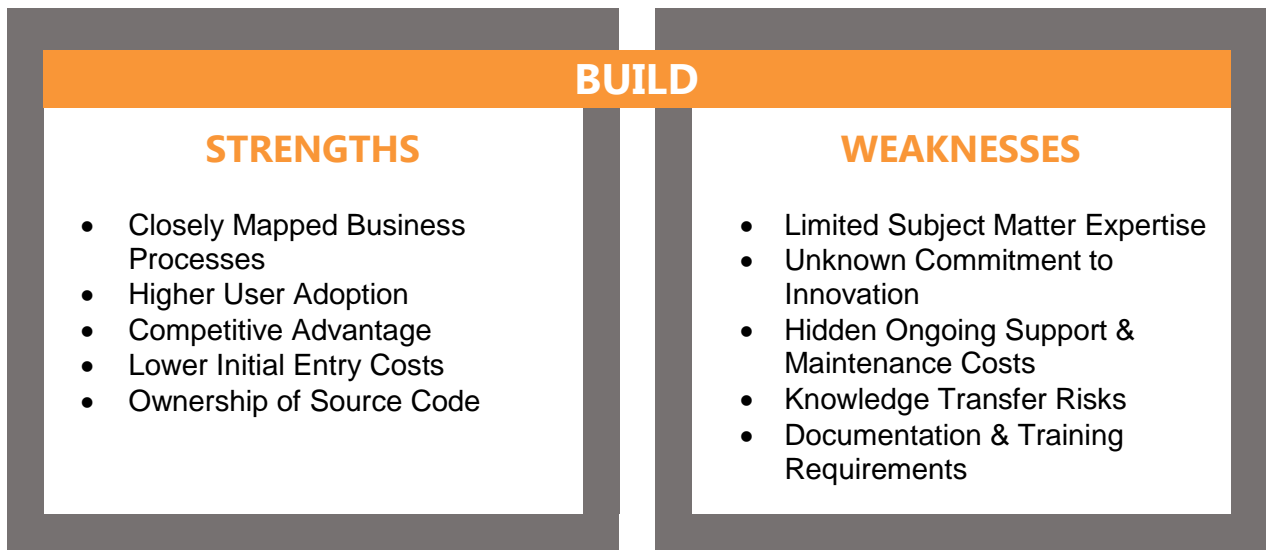 BUILD
STRENGTHS
• Closely Mapped Business
Processes
• Higher User Adoption
• Competitive Advantage
• Lower Initial Entry Costs
• Ownership of Source Code
WEAKNESSES
• Limited Subject Matter Expertise
• Unknown Commitment to
Innovation
• Hidden Ongoing Support &
Maintenance Costs
• Knowledge Transfer Risks
• Documentation & Training
Requirements